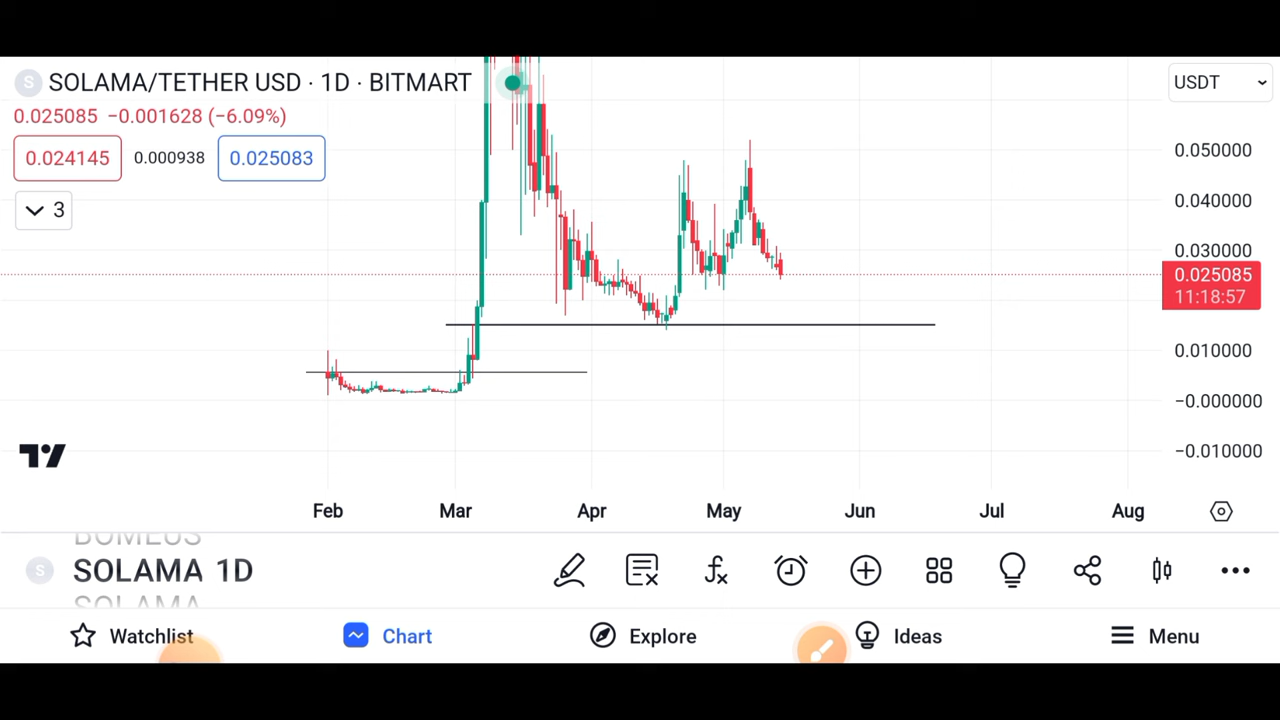 S SOLAMA/TETHER USD · 1D · BITMART
USDT
0.025085 −0.001628 (−6.09%)
0.024145 0.000938 0.025083
3
0.050000
0.040000
0.030000
0.025085
11:18:57
0.010000
−0.000000
−0.010000
Feb Mar Apr May Jun Jul Aug
BOMEUS
S SOLAMA 1D
SOLAMA
Watchlist Chart Explore Ideas Menu